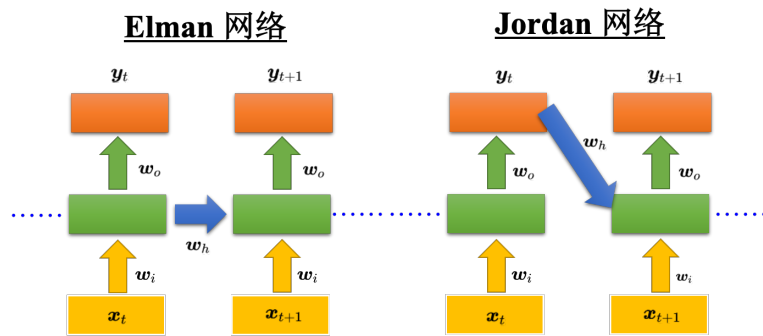 Elman 网络
Jordan 网络
y_t
y_{t+1}
y_t
y_{t+1}
w_h
w_o
w_o
w_o
w_o
w_h
w_i
w_i
w_i
w_i
x_t
x_{t+1}
x_t
x_{t+1}